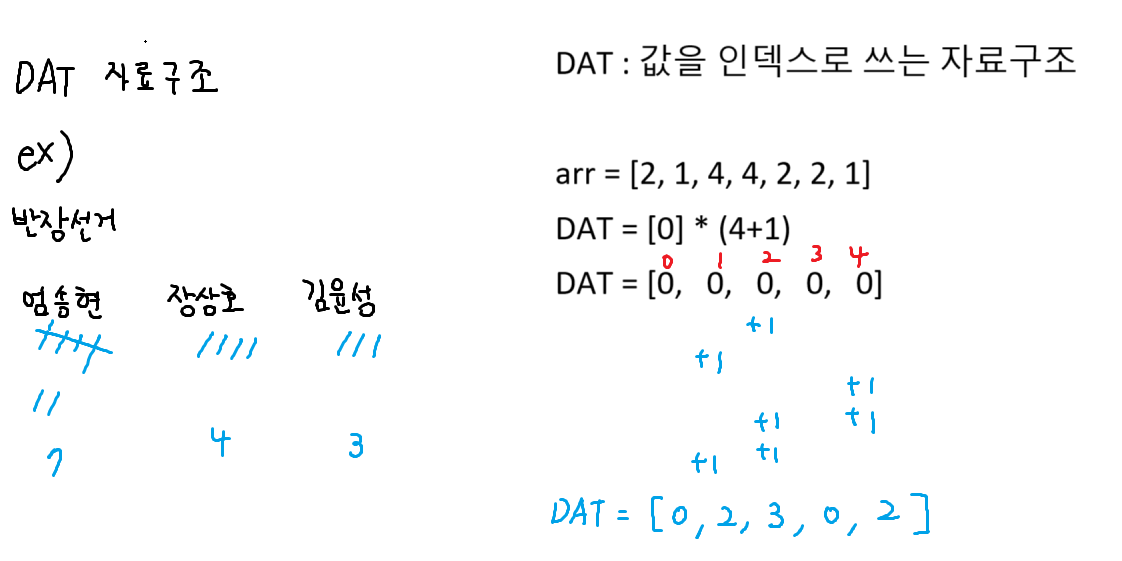 DAT 자료구조
ex)
반장선거
엄송현 장삼호 김윤성
7 4 3
DAT : 값을 인덱스로 쓰는 자료구조
arr = [2, 1, 4, 4, 2, 2, 1]
DAT = [0] * (4+1)
0 1 2 3 4
DAT = [0, 0, 0, 0, 0]
+1
+1
+1
+1 +1
+1 +1
DAT = [0, 2, 3, 0, 2]